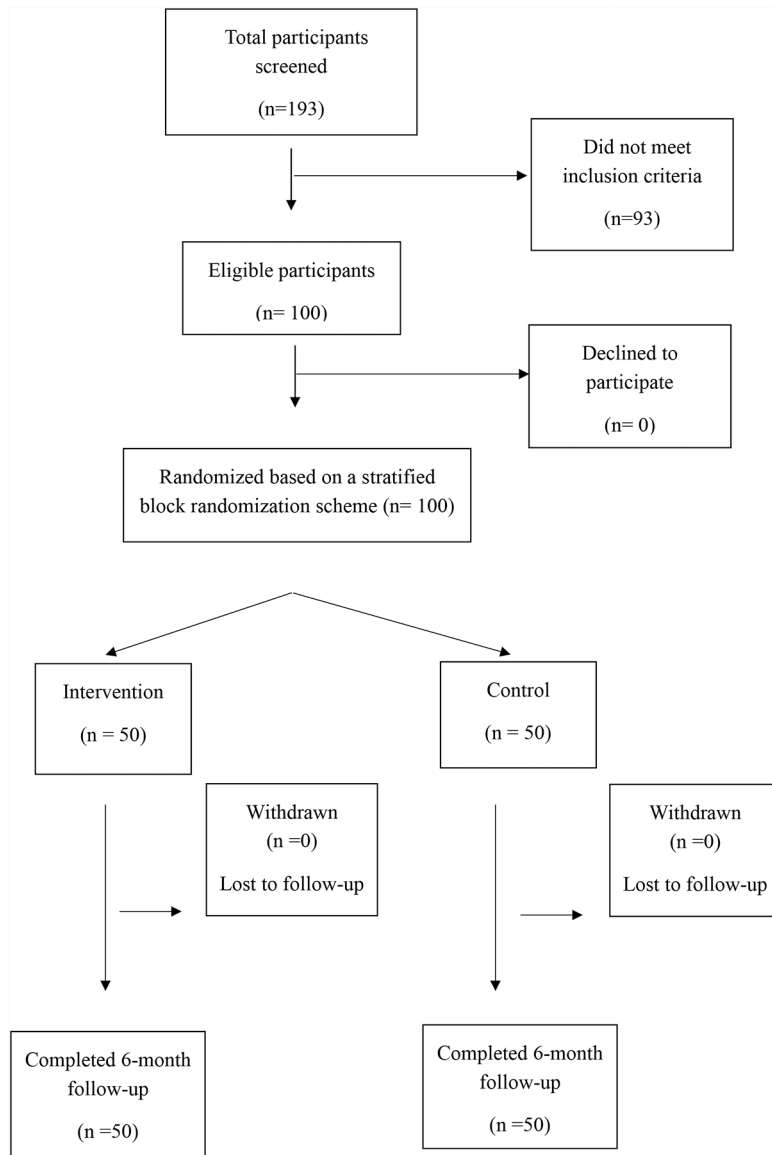 Total participants
screened
(n=193)
Did not meet
inclusion criteria
(n=93)
Eligible participants
(n= 100)
Declined to
participate
(n= 0)
Randomized based on a stratified
block randomization scheme (n= 100)
Intervention
(n = 50)
Control
(n = 50)
Withdrawn
(n =0)
Lost to follow-up
Withdrawn
(n =0)
Lost to follow-up
Completed 6-month
follow-up
(n =50)
Completed 6-month
follow-up
(n =50)